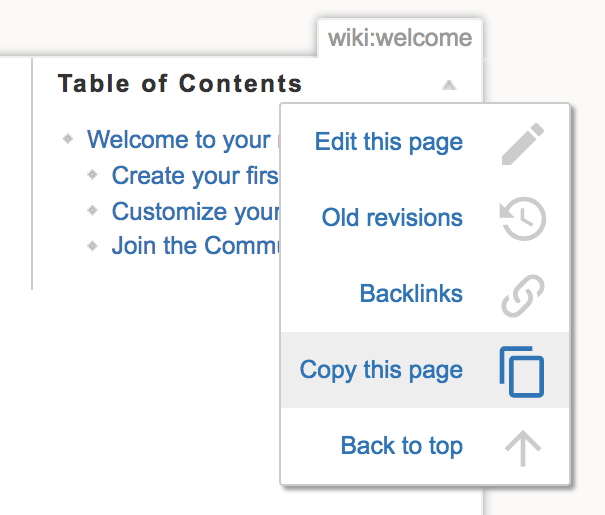 wiki:welcome
Table of Contents
Welcome to your
Create your firs
Customize your
Join the Commu
Edit this page
Old revisions
Backlinks
Copy this page
Back to top